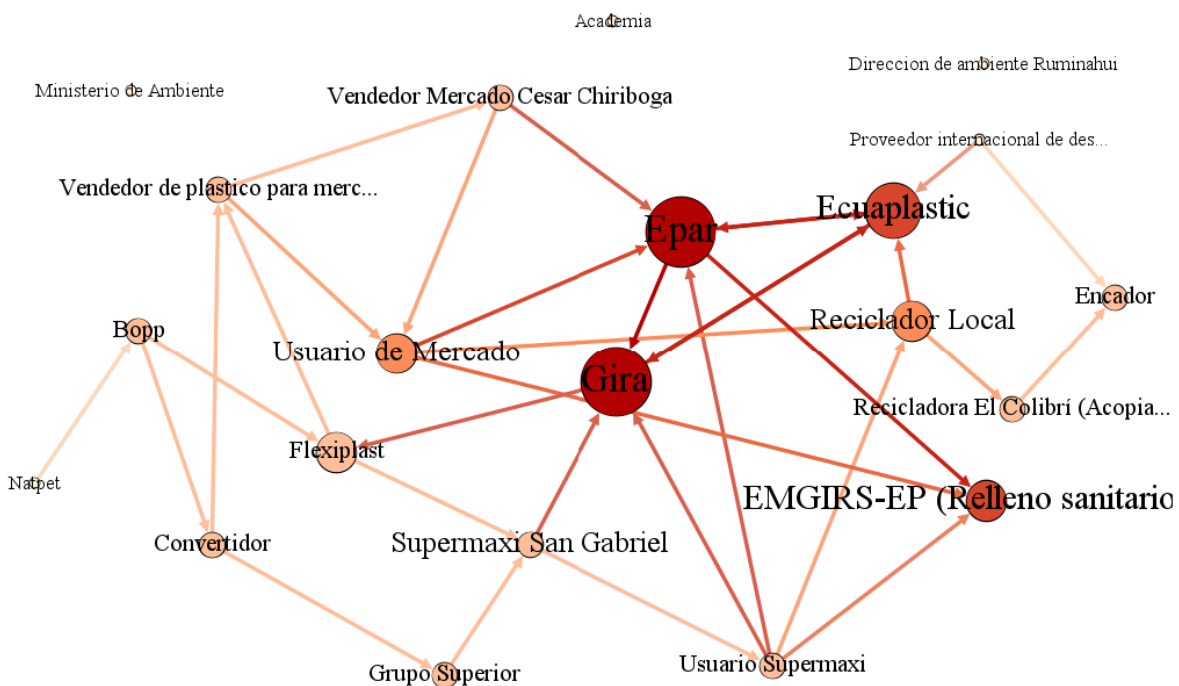 Academia
Direccion de ambiente Ruminahui
Ministerio de Ambiente
Vendedor Mercado Cesar Chiriboga
Proveedor internacional de des...
Vendedor de plastico para merc...
Ecuaplastic
Epar
Encador
Reciclador Local
Bopp
Usuario de Mercado
Gira
Recicladora El Colibrí (Acopia...
Flexiplast
Natpet
EMGIRS-EP (Relleno sanitario
Convertidor
Supermaxi San Gabriel
Usuario Supermaxi
Grupo Superior